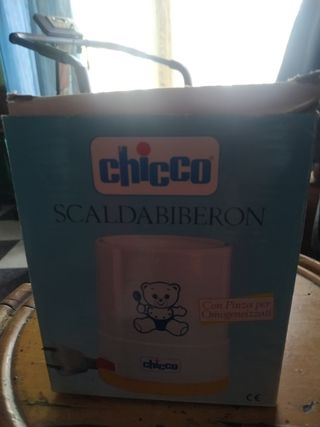 chicco
SCALDABIBERON
Con Pinza per
Omogeneizzati
chicco
CE